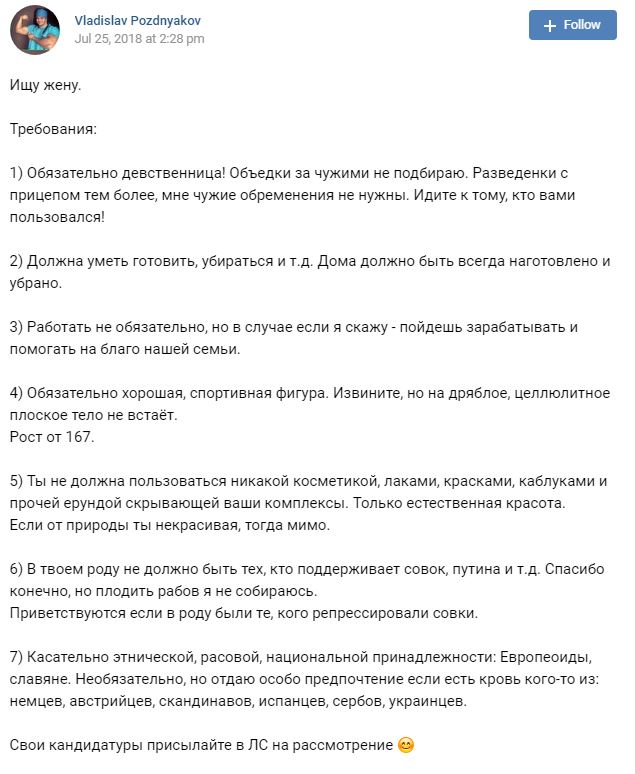 Vladislav Pozdnyakov
Jul 25, 2018 at 2:28 pm
+ Follow
Ищу жену.
Требования:
1) Обязательно девственница! Объедки за чужими не подбираю. Разведенки с
прицепом тем более, мне чужие обременения не нужны. Идите к тому, кто вами
пользовался!
2) Должна уметь готовить, убираться и т.д. Дома должно быть всегда наготовлено и
убрано.
3) Работать не обязательно, но в случае если я скажу - пойдешь зарабатывать и
помогать на благо нашей семьи.
4) Обязательно хорошая, спортивная фигура. Извините, но на дряблое, целлюлитное
плоское тело не встаёт.
Рост от 167.
5) Ты не должна пользоваться никакой косметикой, лаками, красками, каблуками и
прочей ерундой скрывающей ваши комплексы. Только естественная красота.
Если от природы ты некрасивая, тогда мимо.
6) В твоем роду не должно быть тех, кто поддерживает совок, путина и т.д. Спасибо
конечно, но плодить рабов я не собираюсь.
Приветствуются если в роду были те, кого репрессировали совки.
7) Касательно этнической, расовой, национальной принадлежности: Европеоиды,
славяне. Необязательно, но отдаю особо предпочтение если есть кровь кого-то из:
немцев, австрийцев, скандинавов, испанцев, сербов, украинцев.
Свои кандидатуры присылайте в ЛС на рассмотрение 😊